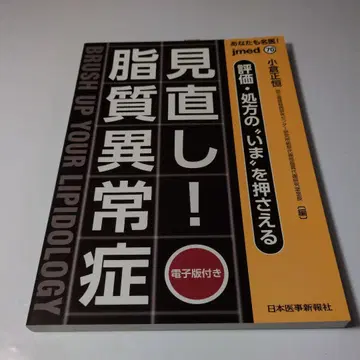 あなたも名医！
jmed 70
小倉正恒
[編]
評価・処方の“いま”を押さえる
見直し！
脂質異常症
電子版付き
BRUSH UP YOUR LIPIDOLOGY
日本医事新報社